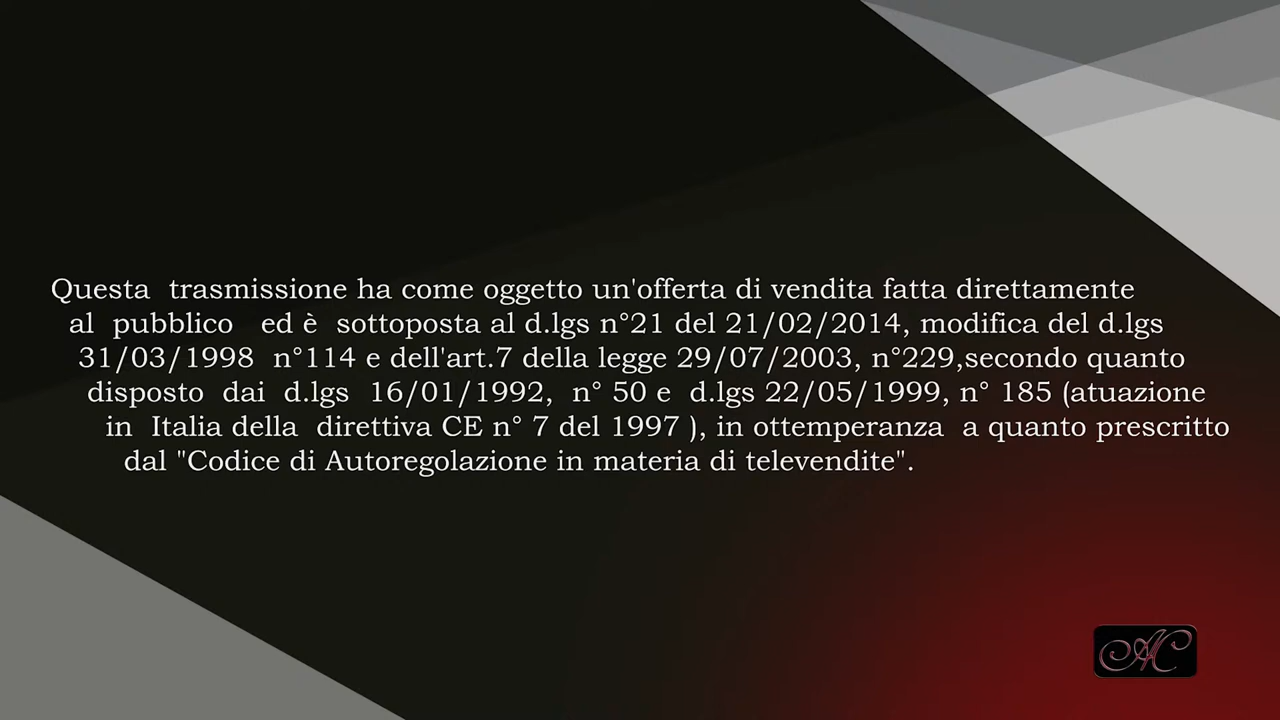 Questa trasmissione ha come oggetto un'offerta di vendita fatta direttamente
al pubblico ed è sottoposta al d.lgs n°21 del 21/02/2014, modifica del d.lgs
31/03/1998 n°114 e dell'art.7 della legge 29/07/2003, n°229,secondo quanto
disposto dai d.lgs 16/01/1992, n° 50 e d.lgs 22/05/1999, n° 185 (atuazione
in Italia della direttiva CE n° 7 del 1997 ), in ottemperanza a quanto prescritto
dal "Codice di Autoregolazione in materia di televendite".
AC